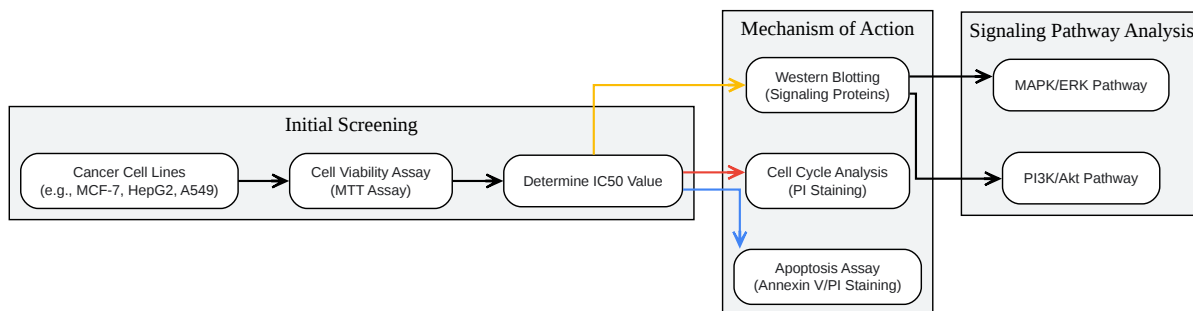 Initial Screening
Cancer Cell Lines
(e.g., MCF-7, HepG2, A549)
Cell Viability Assay
(MTT Assay)
Determine IC50 Value
Mechanism of Action
Western Blotting
(Signaling Proteins)
Cell Cycle Analysis
(PI Staining)
Apoptosis Assay
(Annexin V/PI Staining)
Signaling Pathway Analysis
MAPK/ERK Pathway
PI3K/Akt Pathway